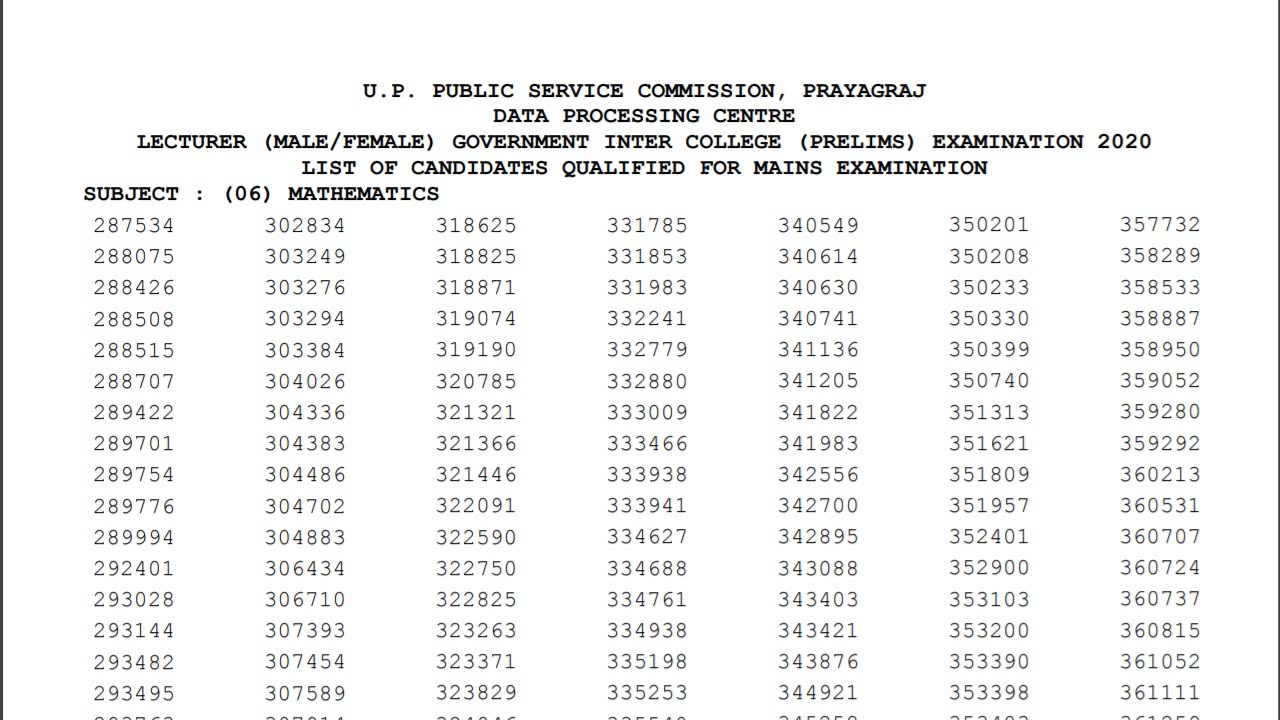 U.P. PUBLIC SERVICE COMMISSION, PRAYAGRAJ
DATA PROCESSING CENTRE
LECTURER (MALE/FEMALE) GOVERNMENT INTER COLLEGE (PRELIMS) EXAMINATION 2020
LIST OF CANDIDATES QUALIFIED FOR MAINS EXAMINATION
SUBJECT : (06) MATHEMATICS
287534 302834 318625 331785 340549 350201 357732
288075 303249 318825 331853 340614 350208 358289
288426 303276 318871 331983 340630 350233 358533
288508 303294 319074 332241 340741 350330 358887
288515 303384 319190 332779 341136 350399 358950
288707 304026 320785 332880 341205 350740 359052
289422 304336 321321 333009 341822 351313 359280
289701 304383 321366 333466 341983 351621 359292
289754 304486 321446 333938 342556 351809 360213
289776 304702 322091 333941 342700 351957 360531
289994 304883 322590 334627 342895 352401 360707
292401 306434 322750 334688 343088 352900 360724
293028 306710 322825 334761 343403 353103 360737
293144 307393 323263 334938 343421 353200 360815
293482 307454 323371 335198 343876 353390 361052
293495 307589 323829 335253 344921 353398 361111